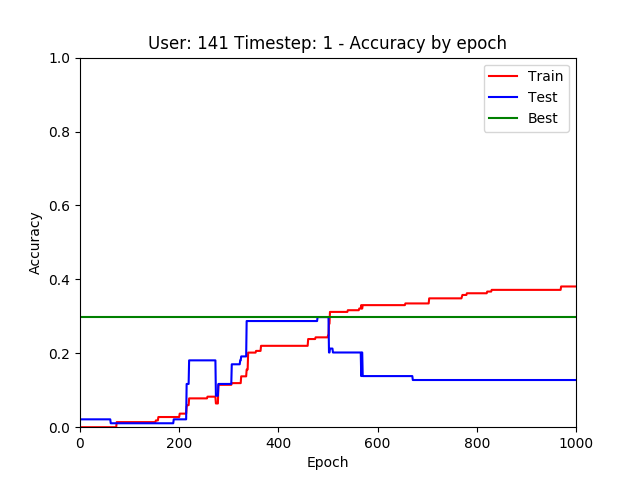 User: 141 Timestep: 1 - Accuracy by epoch
1.0
0.8
0.6
0.4
0.2
0.0
Accuracy
Train
Test
Best
0 200 400 600 800 1000
Epoch